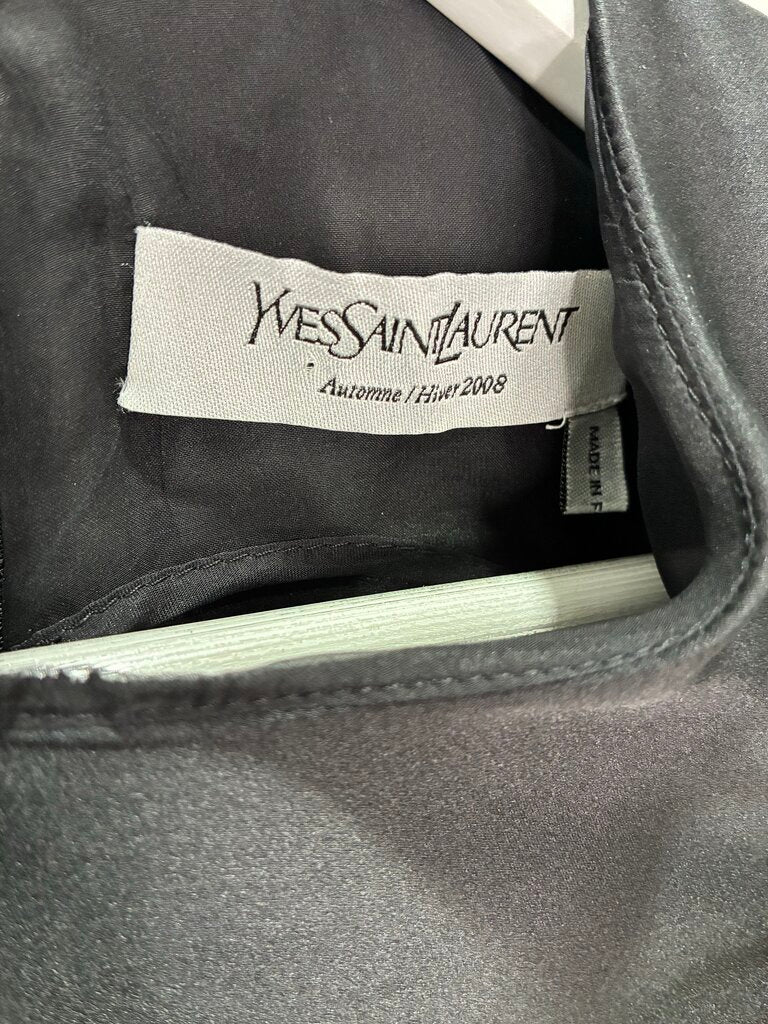 YVESSAINTLAURENT
Automne / Hiver 2008
MADE IN F